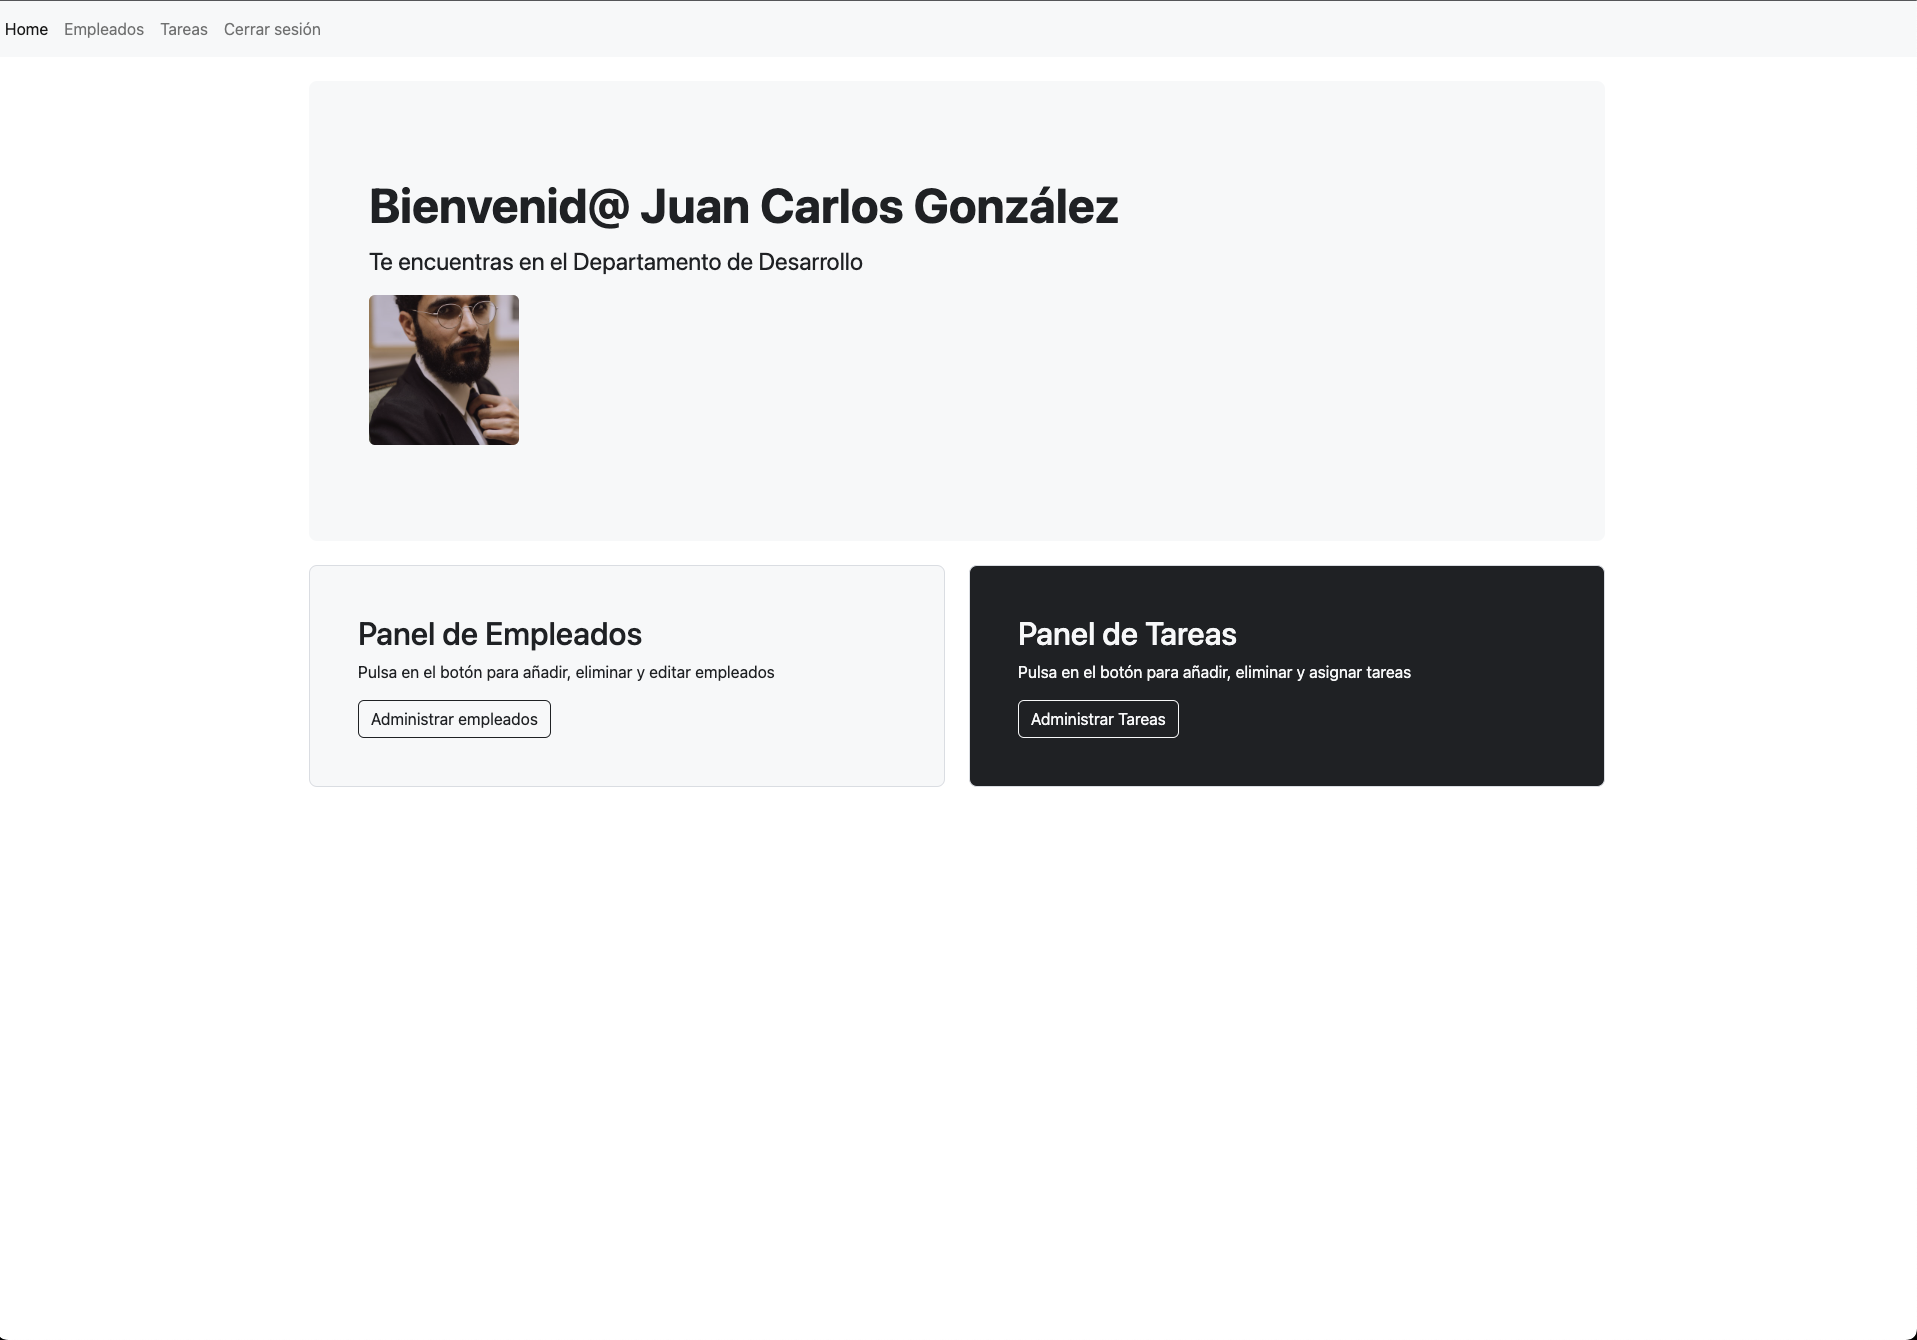 Home Empleados Tareas Cerrar sesión
Bienvenid@ Juan Carlos González
Te encuentras en el Departamento de Desarrollo
Panel de Empleados
Pulsa en el botón para añadir, eliminar y editar empleados
Administrar empleados
Panel de Tareas
Pulsa en el botón para añadir, eliminar y asignar tareas
Administrar Tareas